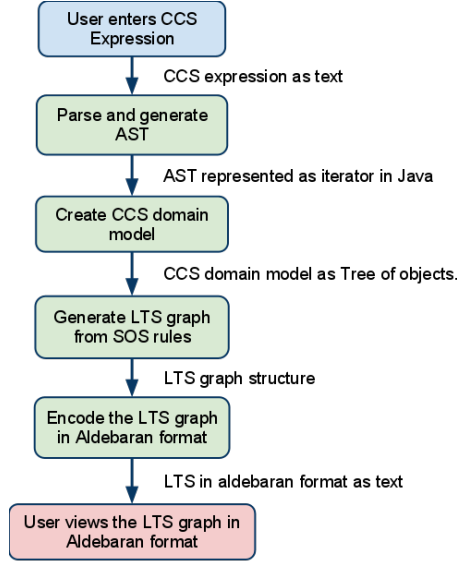 User enters CCS
Expression
CCS expression as text
Parse and generate
AST
AST represented as iterator in Java
Create CCS domain
model
CCS domain model as Tree of objects.
Generate LTS graph
from SOS rules
LTS graph structure
Encode the LTS graph
in Aldebaran format
LTS in aldebaran format as text
User views the LTS graph in
Aldebaran format